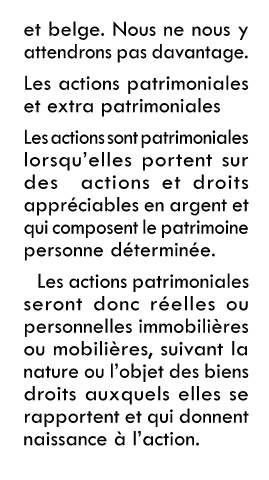 et belge. Nous ne nous y
attendrons pas davantage.
Les actions patrimoniales
et extra patrimoniales
Les actions sont patrimoniales
lorsqu'elles portent sur
des actions et droits
appréciables en argent et
qui composent le patrimoine
personne déterminée.
Les actions patrimoniales
seront donc réelles ou
personnelles immobilières
ou mobilières, suivant la
nature ou l'objet des biens
droits auxquels elles se
rapportent et qui donnent
naissance à l'action.